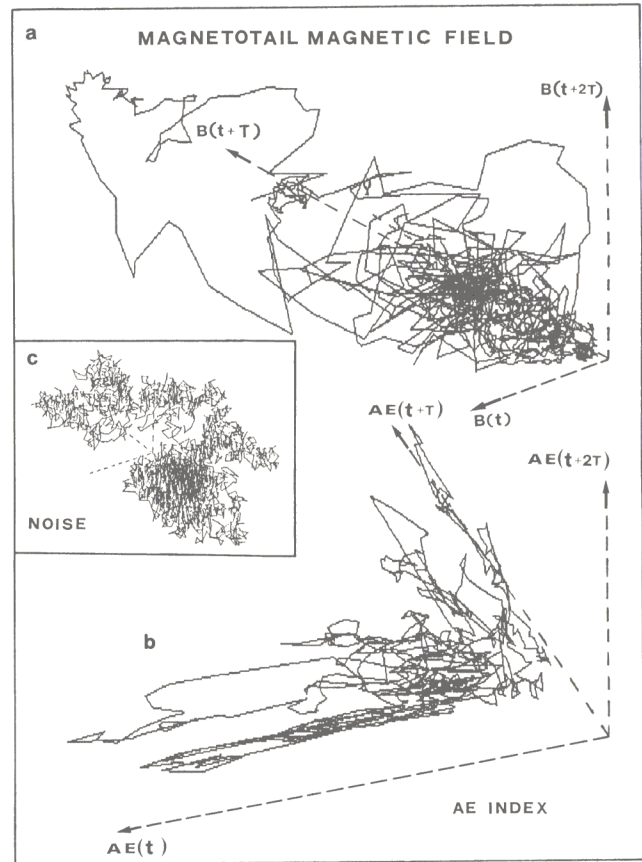 a
MAGNETOTAIL MAGNETIC FIELD
B(t+2T)
B(t+T)
B(t)
c
NOISE
AE(t+T)
AE(t+2T)
b
AE INDEX
AE(t)